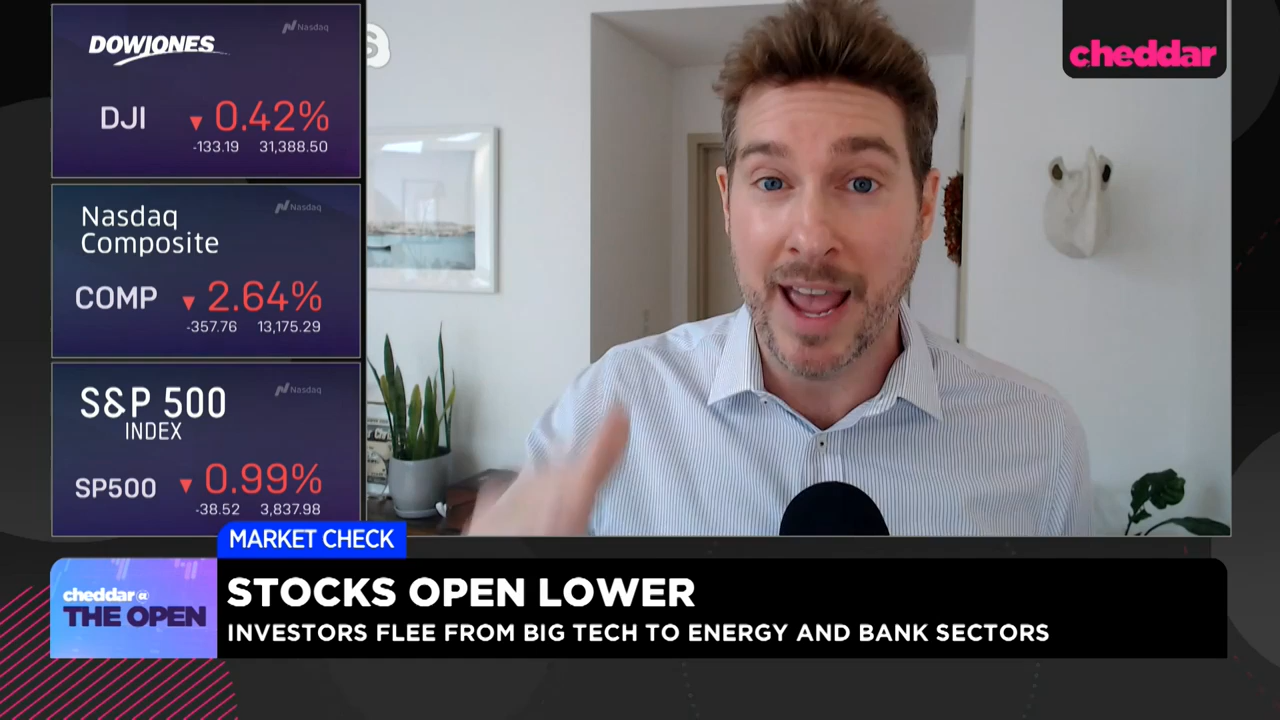 DOWJONES
Nasdaq
DJI ▼ 0.42%
-133.19 31,388.50
Nasdaq
Composite
Nasdaq
COMP ▼ 2.64%
-357.76 13,175.29
S&P 500
INDEX
Nasdaq
SP500 ▼ 0.99%
-38.52 3,837.98
S
cheddar
MARKET CHECK
cheddar@
THE OPEN
STOCKS OPEN LOWER
INVESTORS FLEE FROM BIG TECH TO ENERGY AND BANK SECTORS